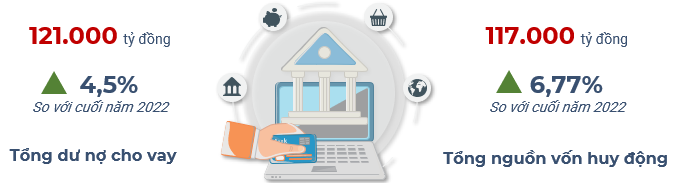 121.000 tỷ đồng
4,5%
So với cuối năm 2022
Tổng dư nợ cho vay
117.000 tỷ đồng
6,77%
So với cuối năm 2022
Tổng nguồn vốn huy động